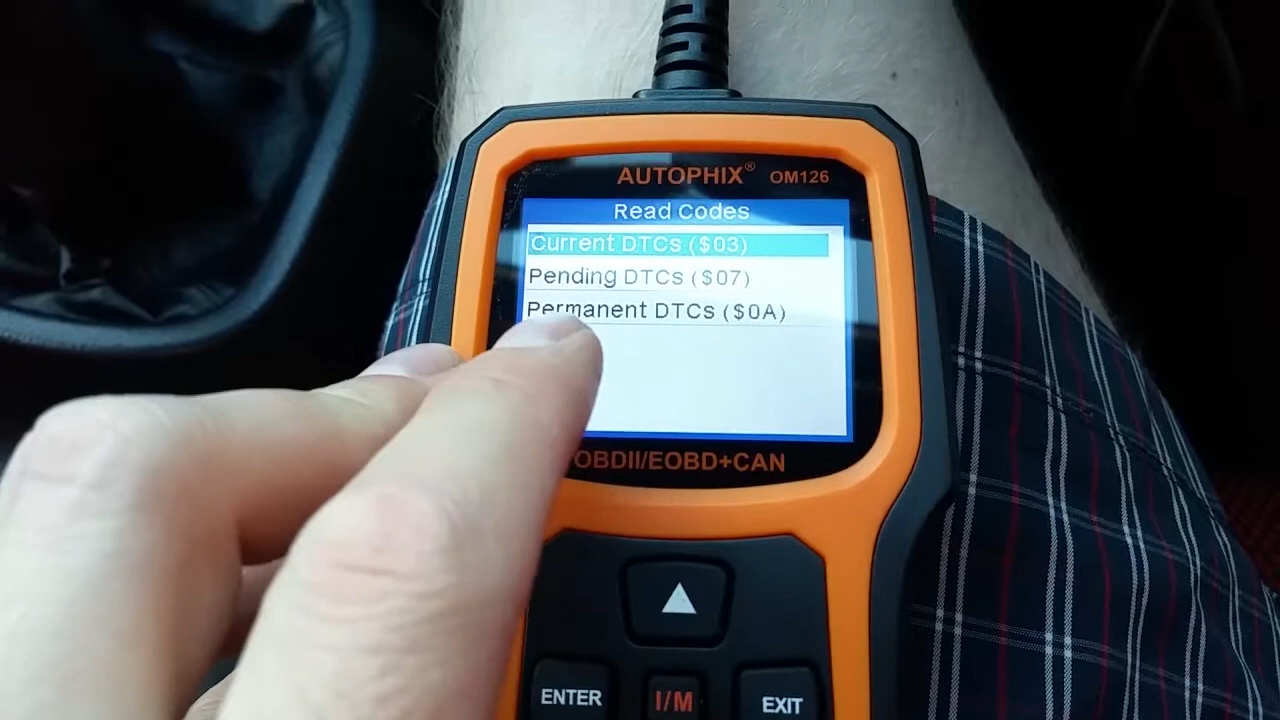 AUTOPHIX® OM126
Read Codes
Current DTCs ($03)
Pending DTCs ($07)
Permanent DTCs ($0A)
OBDII/EOBD+CAN
ENTER I/M EXIT